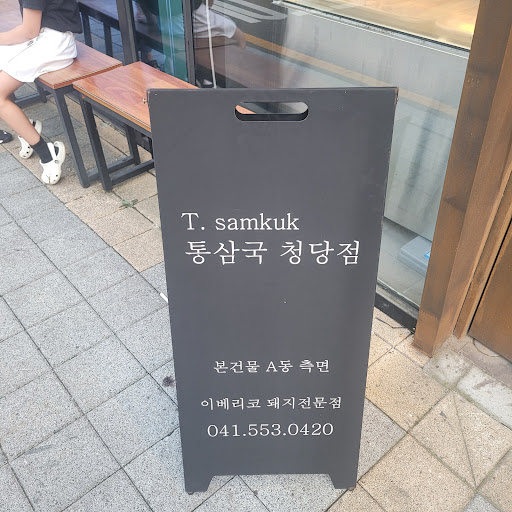 T. samkuk
통삼국 청당점
본건물 A동 측면
이베리코 돼지전문점
041.553.0420